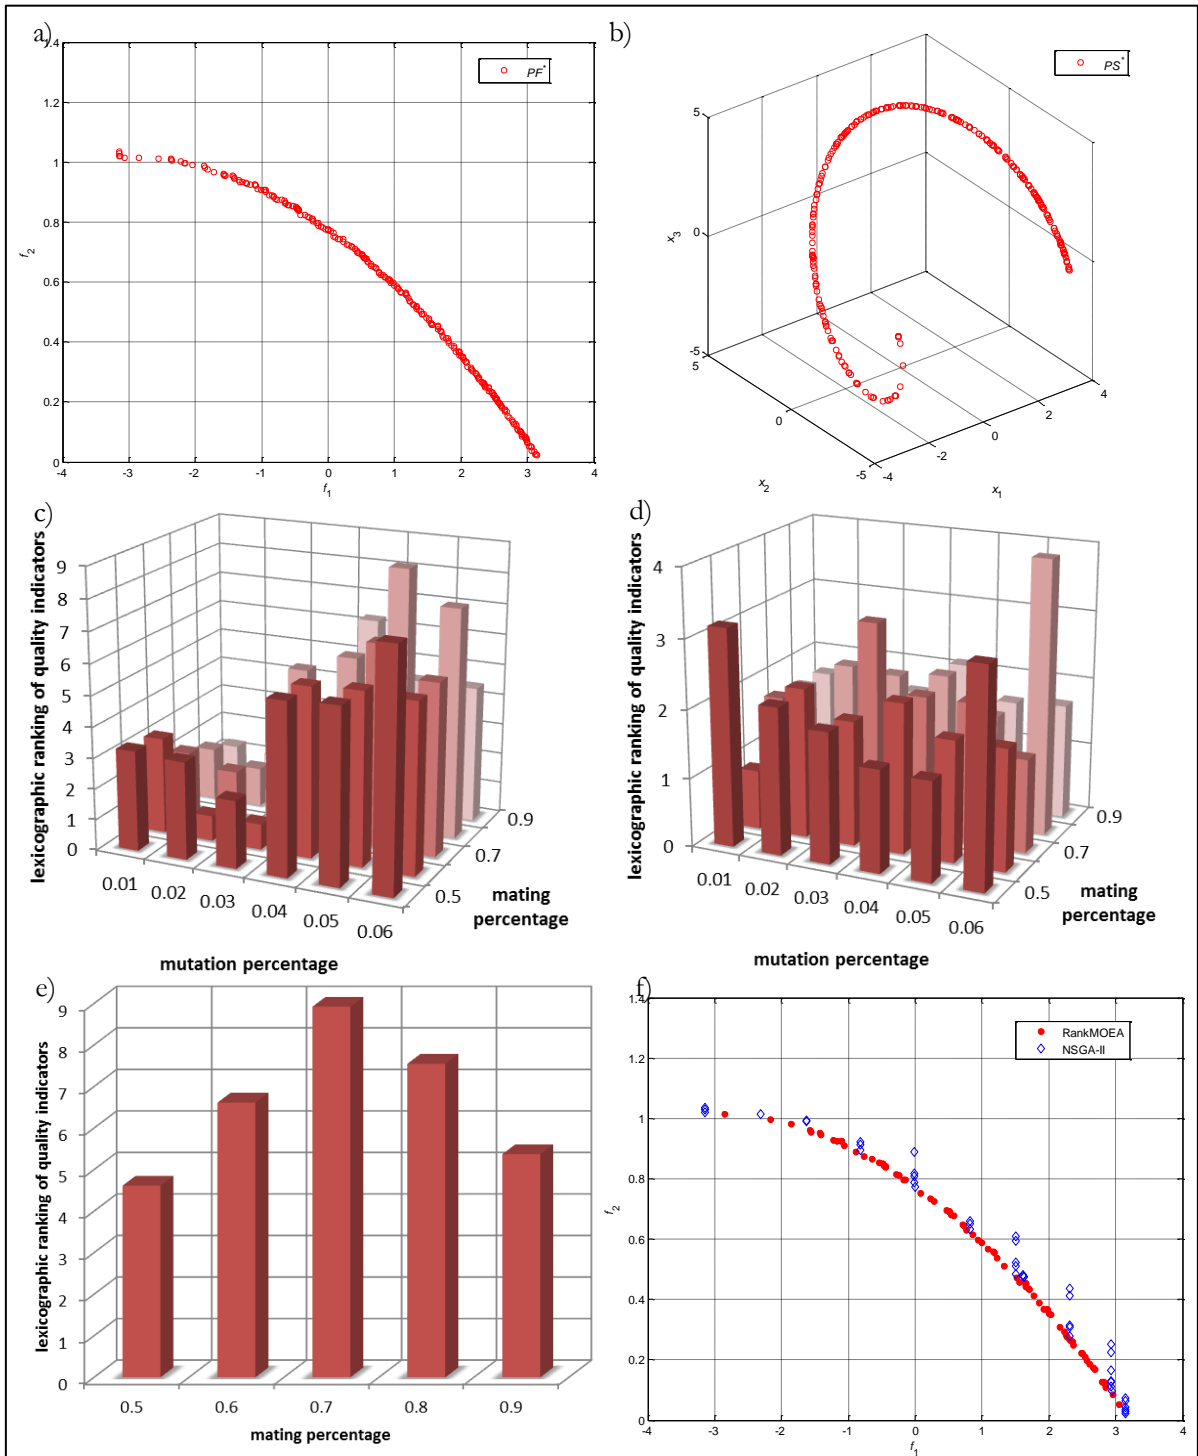 a)
1.4
1.2
1
0.8
0.6
0.4
0.2
0
-4 -3 -2 -1 0 1 2 3 4
f2
f1
PF*
b)
5
0
-5
x3
5
0
-5
x2
-4
-2
0
2
4
x1
PS*
c)
lexicographic ranking of quality indicators
9
8
7
6
5
4
3
2
1
0
0.01
0.02
0.03
0.04
0.05
0.06
mutation percentage
0.5
0.7
0.9
mating
percentage
d)
lexicographic ranking of quality indicators
4
3
2
1
0
0.01
0.02
0.03
0.04
0.05
0.06
mutation percentage
0.5
0.7
0.9
mating
percentage
e)
lexicographic ranking of quality indicators
9
8
7
6
5
4
3
2
1
0
0.5 0.6 0.7 0.8 0.9
mating percentage
f)
1.4
1.2
1
0.8
0.6
0.4
0.2
0
-4 -3 -2 -1 0 1 2 3 4
f2
f1
RankMOEA
NSGA-II